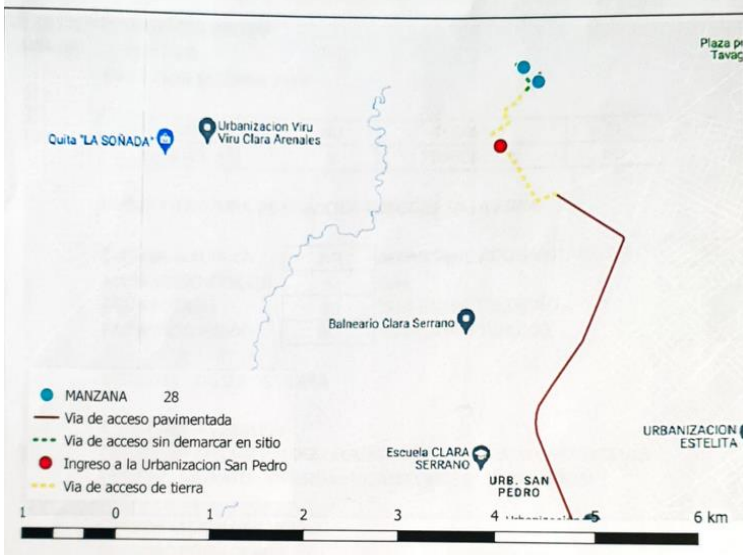 Plaza
Tavag
Urbanizacion Viru
Viru Clara Arenales
Quita "LA SOÑADA"
Balneario Clara Serrano
MANZANA 28
Via de acceso pavimentada
Via de acceso sin demarcar en sitio
Ingreso a la Urbanizacion San Pedro
Via de acceso de tierra
URBANIZACION
ESTELITA
Escuela CLARA
SERRANO
URB. SAN
PEDRO
1 0 1 2 3 4 5 6 km